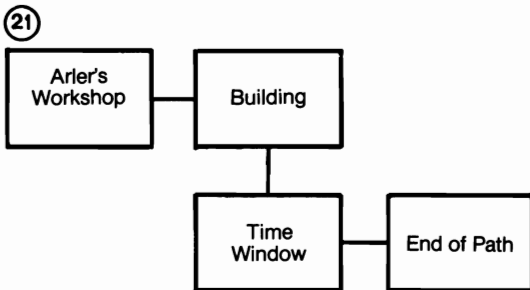 21
Arler's
Workshop
Building
Time
Window
End of Path